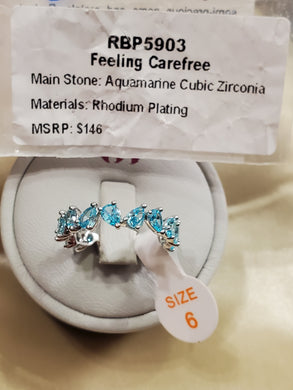 RBP5903
Feeling Carefree
Main Stone: Aquamarine Cubic Zirconia
Materials: Rhodium Plating
MSRP: $146
SIZE
6